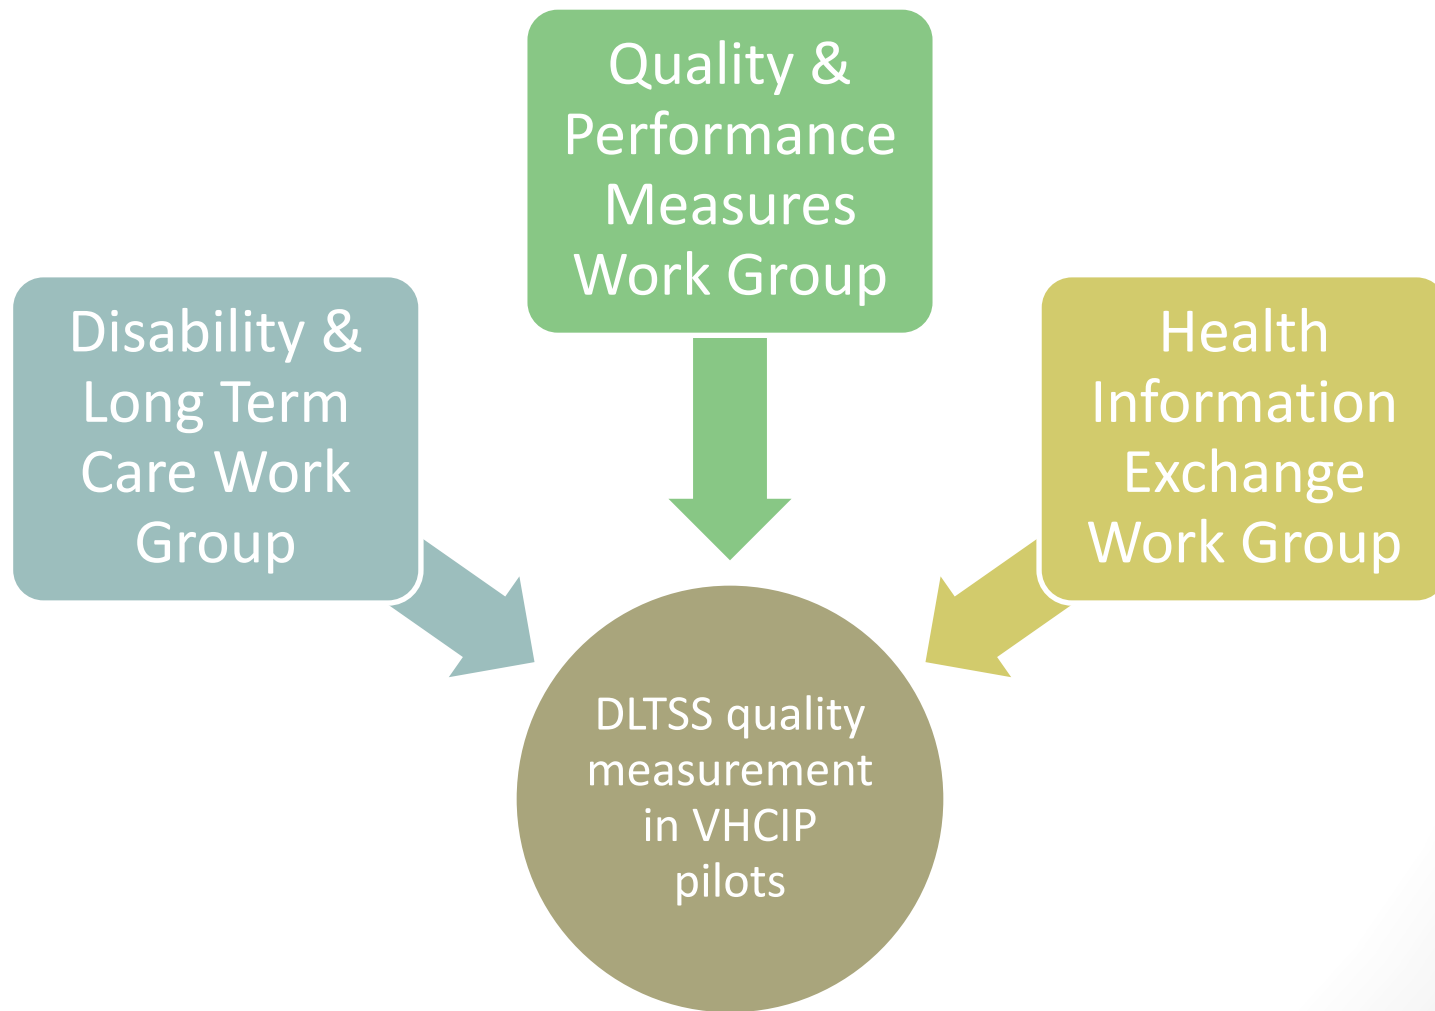 Quality &
Performance
Measures
Work Group
Disability &
Long Term
Care Work
Group
Health
Information
Exchange
Work Group
DLTSS quality
measurement
in VHCIP
pilots